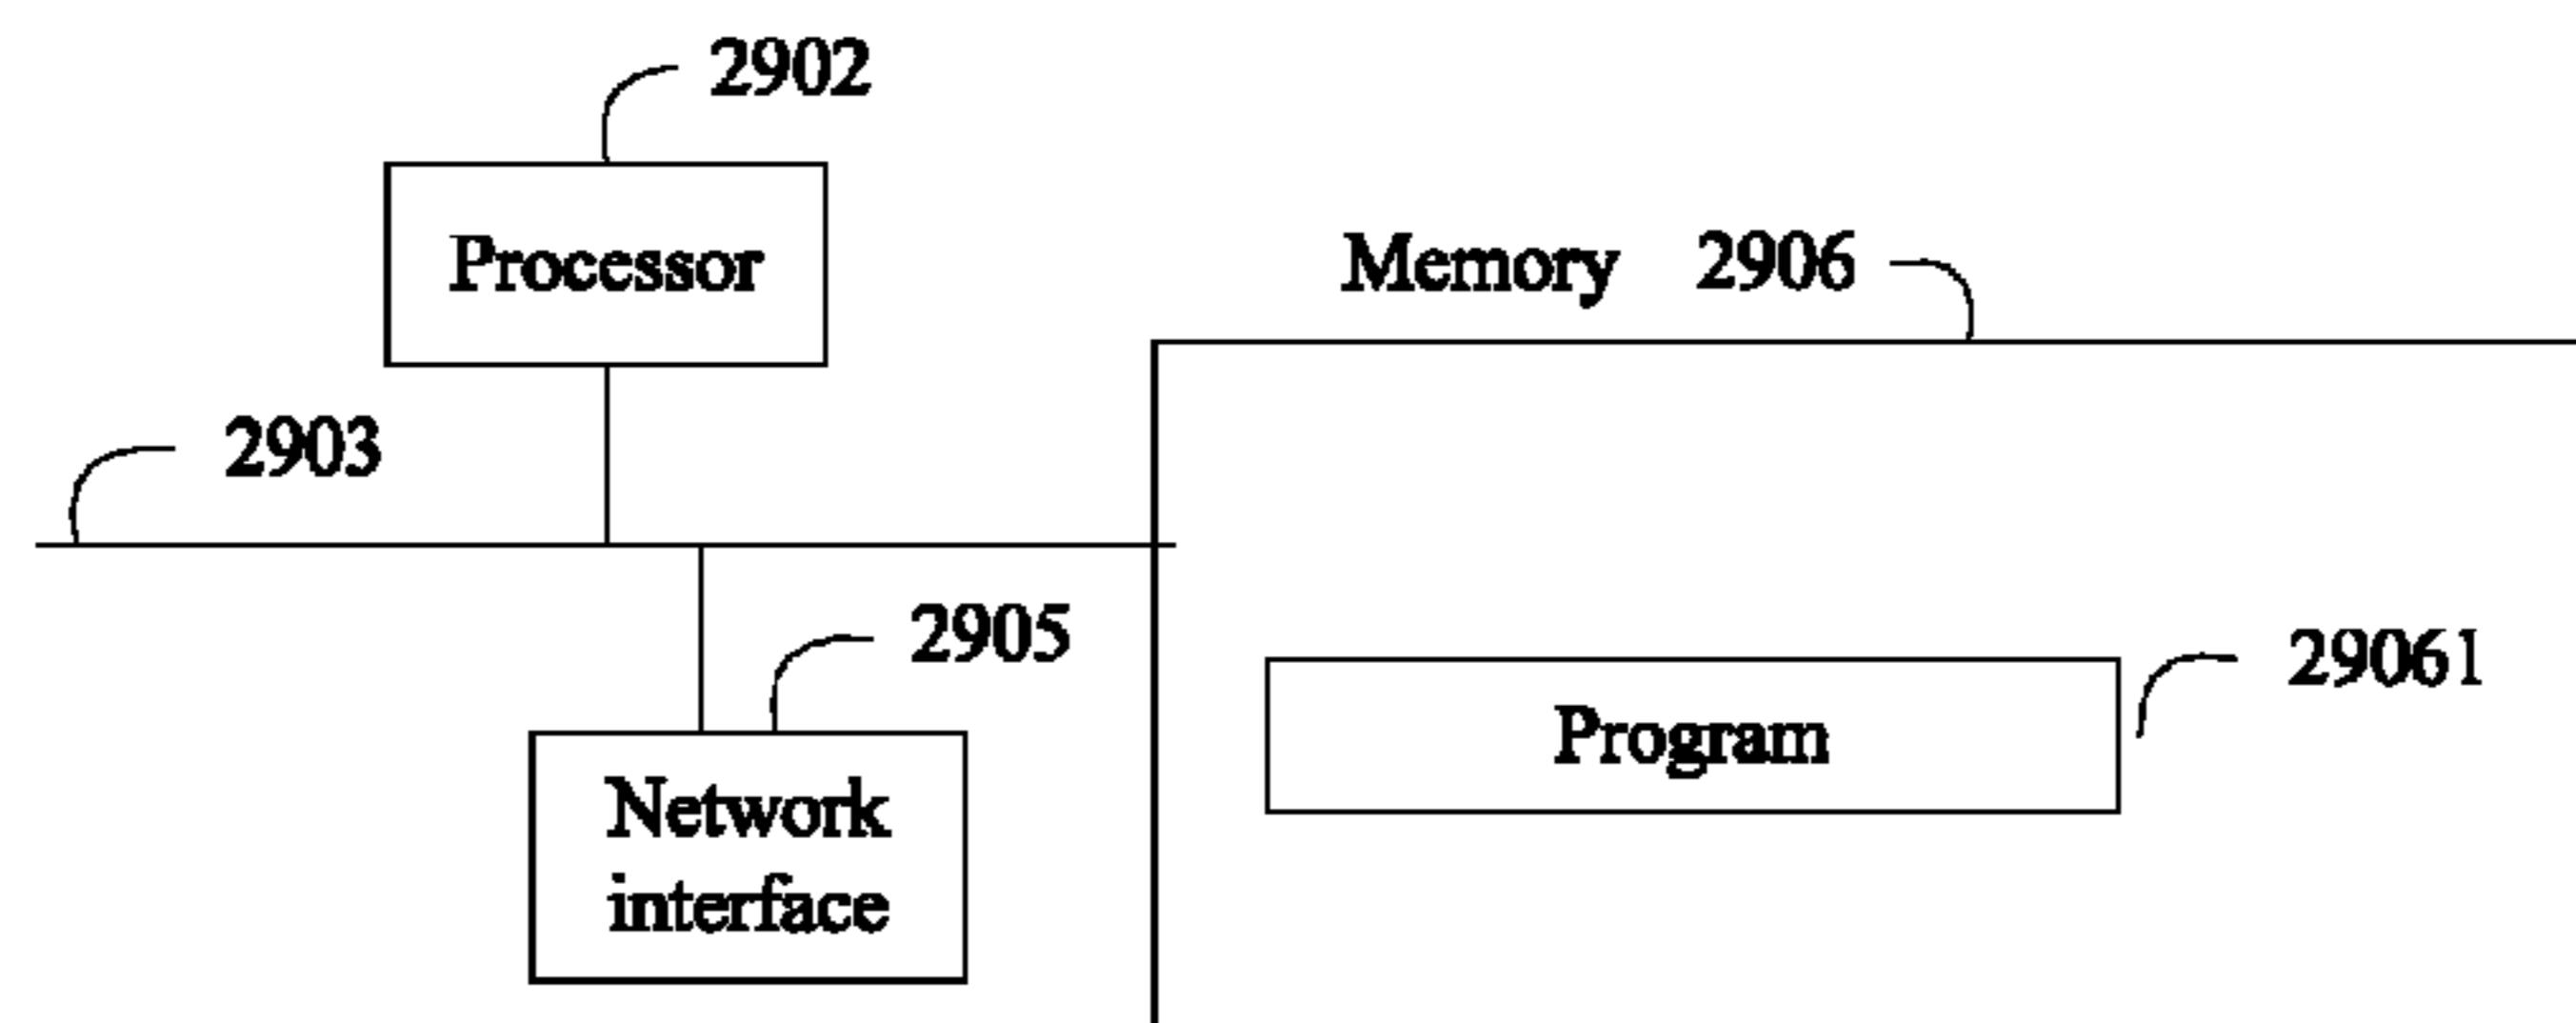 2902
Processor
Memory 2906
2903
2905
29061
Program
Network
interface